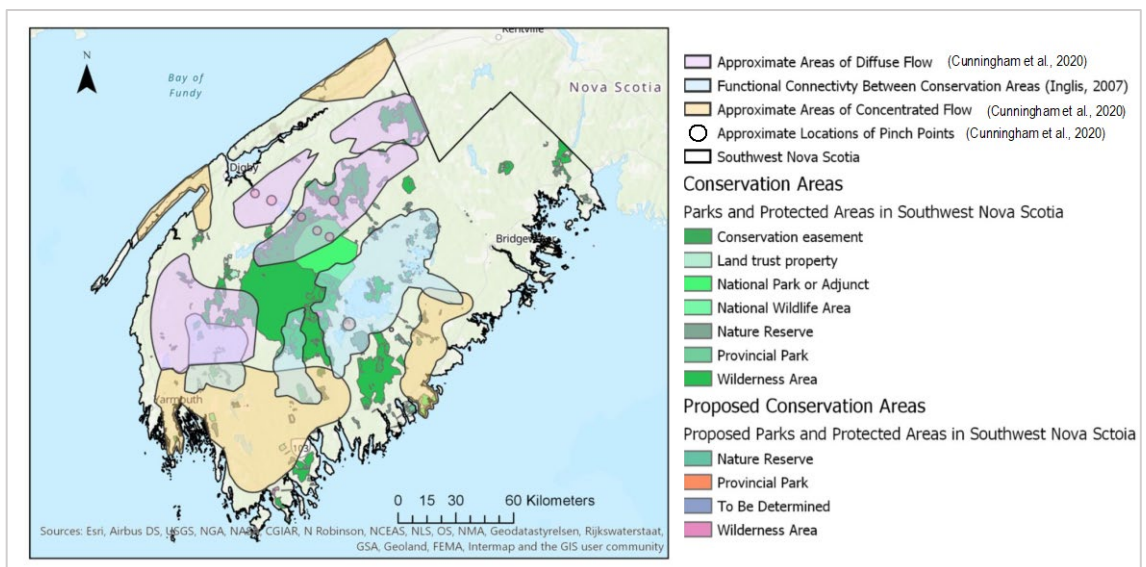 Kentville
N
Bay of
Fundy
Nova Scotia
Digby
Bridgewater
Yarmouth
103
0 15 30 60 Kilometers
Sources: Esri, Airbus DS, USGS, NGA, NASA, CGIAR, N Robinson, NCEAS, NLS, OS, NMA, Geodatastyrelsen, Rijkswaterstaat,
GSA, Geoland, FEMA, Intermap and the GIS user community
Approximate Areas of Diffuse Flow (Cunningham et al., 2020)
Functional Connectivty Between Conservation Areas (Inglis, 2007)
Approximate Areas of Concentrated Flow (Cunningham et al., 2020)
Approximate Locations of Pinch Points (Cunningham et al., 2020)
Southwest Nova Scotia
Conservation Areas
Parks and Protected Areas in Southwest Nova Scotia
Conservation easement
Land trust property
National Park or Adjunct
National Wildlife Area
Nature Reserve
Provincial Park
Wilderness Area
Proposed Conservation Areas
Proposed Parks and Protected Areas in Southwest Nova Sctoia
Nature Reserve
Provincial Park
To Be Determined
Wilderness Area